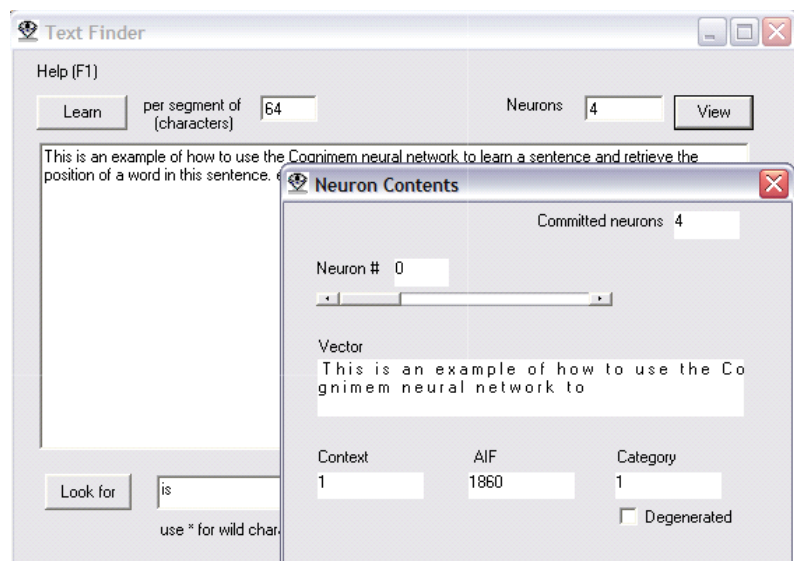 Text Finder
Help (F1)
Learn
per segment of
(characters)
64
Neurons
4
View
This is an example of how to use the Cognimem neural network to learn a sentence and retrieve the
position of a word in this sentence.
Neuron Contents
Committed neurons 4
Neuron # 0
Vector
This is an example of how to use the Co
gnimem neural network to
Context
AIF
Category
1
1860
1
Degenerated
Look for
is
use * for wild char